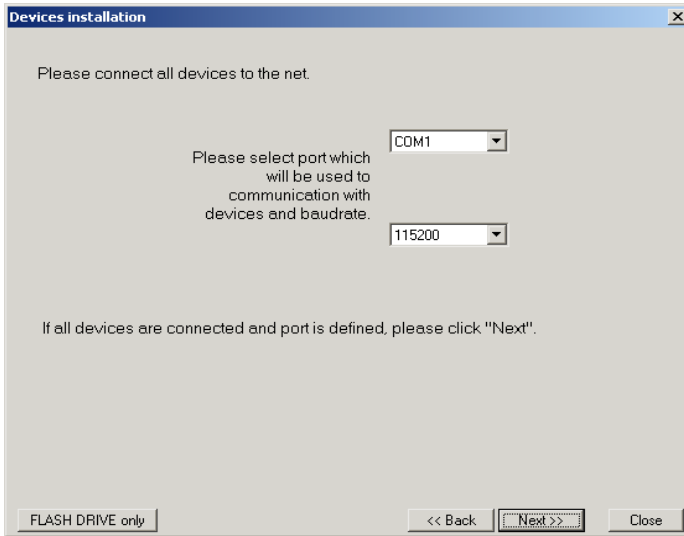 Devices installation
Please connect all devices to the net.
COM1
Please select port which
will be used to
communication with
devices and baudrate.
115200
If all devices are connected and port is defined, please click "Next".
FLASH DRIVE only
<< Back
Next >>
Close